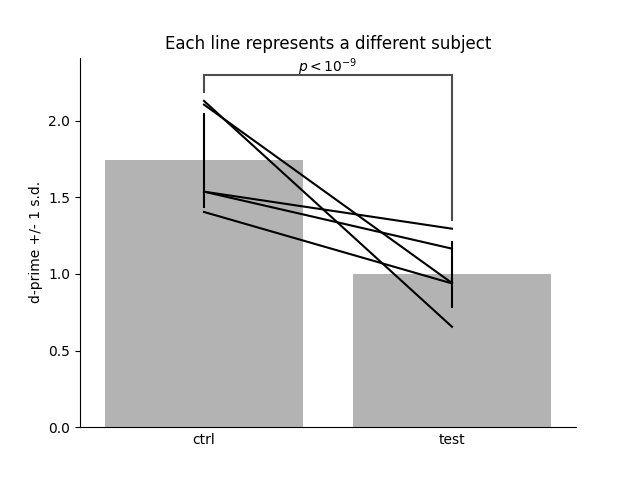 Each line represents a different subject
p < 10⁻⁹
2.0
1.5
1.0
0.5
0.0
d-prime +/- 1 s.d.
ctrl
test